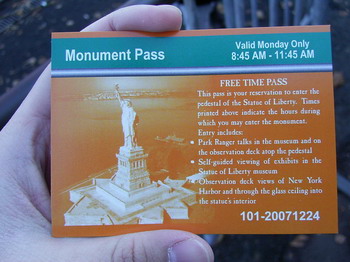 Monument Pass
Valid Monday Only
8:45 AM - 11:45 AM
FREE TIME PASS
This pass is your reservation to enter the
pedestal of the Statue of Liberty. Times
printed above indicate the hours during
which you may enter the monument.
Entry includes:
• Park Ranger talks in the museum and on
the observation deck atop the pedestal
• Self-guided viewing of exhibits in the
Statue of Liberty museum
• Observation deck views of New York
Harbor and through the glass ceiling into
the statue's interior
101-20071224